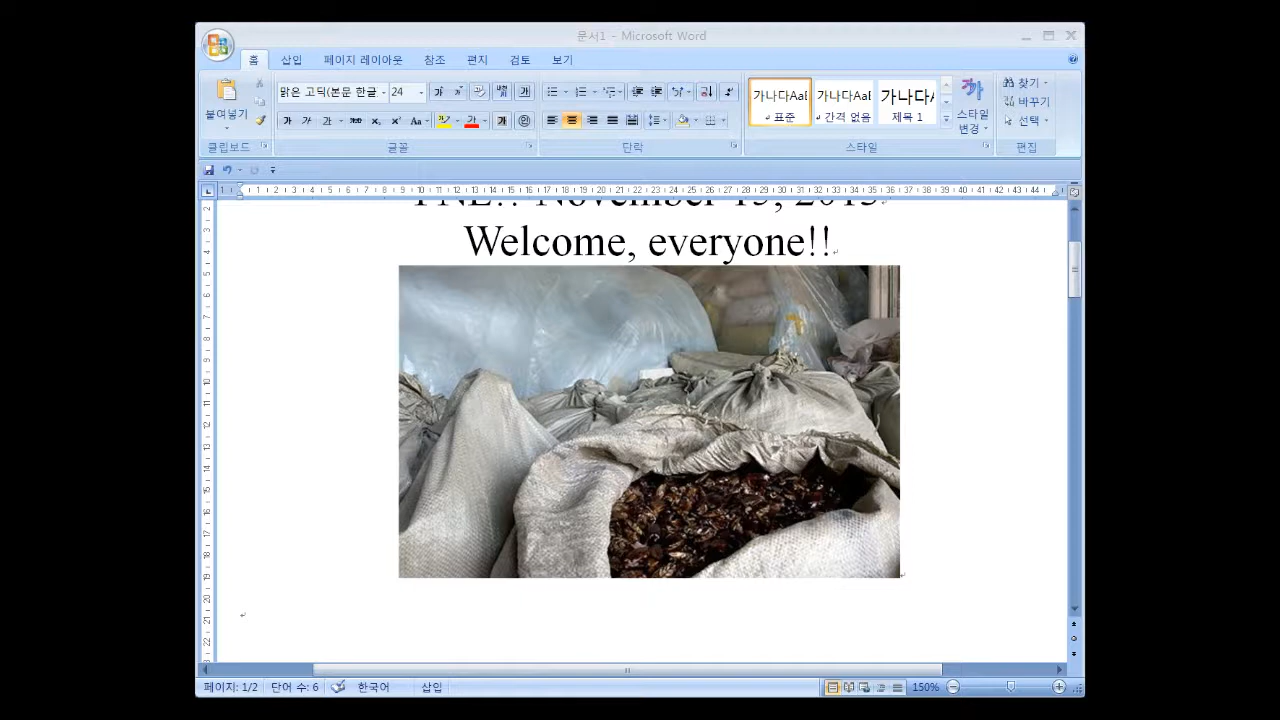 문서1 - Microsoft Word
홈 삽입 페이지 레이아웃 참조 편지 검토 보기
붙여넣기
맑은 고딕(본문 한글 24
가나다AaI 가나다AaI 가나다A
표준 간격 없음 제목 1
스타일 변경
찾기
바꾸기
선택
클립보드 글꼴 단락 스타일 편집
November 15, 2015
Welcome, everyone!!
페이지: 1/2 단어 수: 6 한국어 삽입 150%